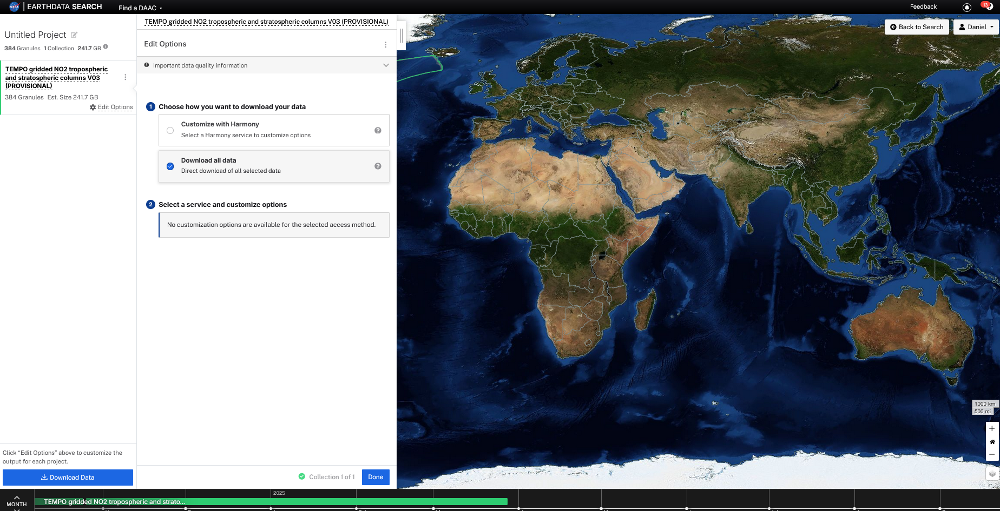 NASA
EARTHDATA SEARCH
Find a DAAC
Feedback
13
Untitled Project
384 Granules 1 Collection 241.7 GB
TEMPO gridded NO2 tropospheric
and stratospheric columns V03
(PROVISIONAL)
384 Granules Est. Size 241.7 GB
Edit Options
Click “Edit Options” above to customize the
output for each project.
Download Data
TEMPO gridded NO2 tropospheric and stratospheric columns V03 (PROVISIONAL)
Edit Options
Important data quality information
1 Choose how you want to download your data
Customize with Harmony
Select a Harmony service to customize options
Download all data
Direct download of all selected data
2 Select a service and customize options
No customization options are available for the selected access method.
Collection 1 of 1
Done
Back to Search
Daniel
1000 km
500 mi
MONTH
2025
TEMPO gridded NO2 tropospheric and strato...